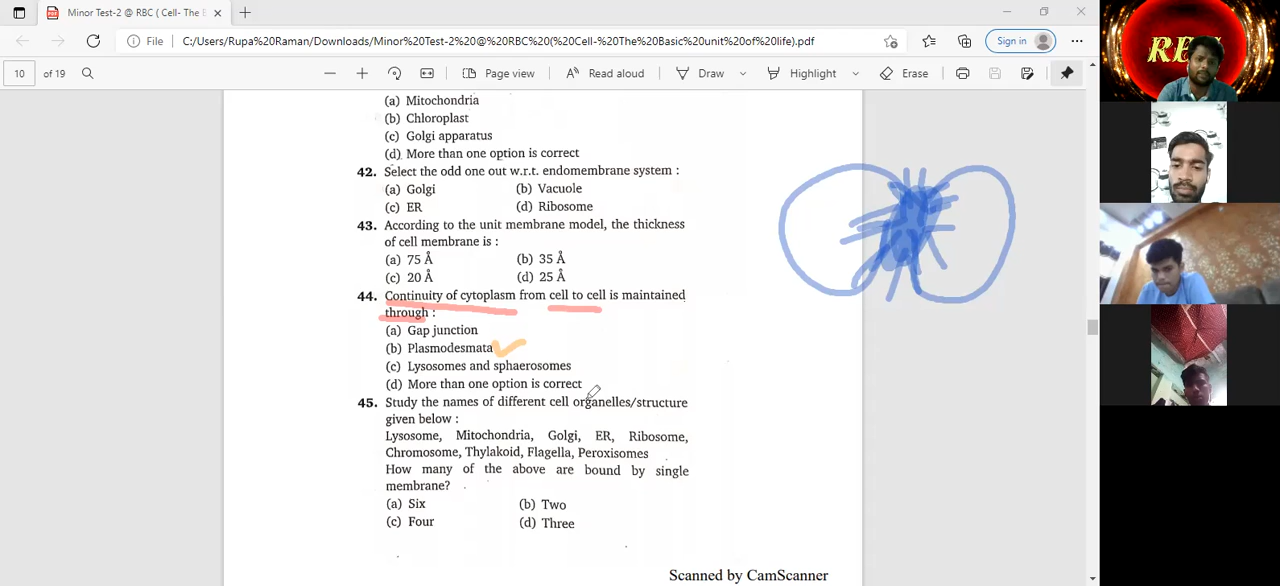 Minor Test-2 @ RBC ( Cell- The B
File C:/Users/Rupa%20Raman/Downloads/Minor%20Test-2%20@%20RBC%20(%20Cell-%20The%20Basic%20unit%20of%20life).pdf Sign in
10 of 19 Page view Read aloud Draw Highlight Erase
(a) Mitochondria
(b) Chloroplast
(c) Golgi apparatus
(d) More than one option is correct
42. Select the odd one out w.r.t. endomembrane system :
(a) Golgi (b) Vacuole
(c) ER (d) Ribosome
43. According to the unit membrane model, the thickness
of cell membrane is :
(a) 75 Å (b) 35 Å
(c) 20 Å (d) 25 Å
44. Continuity of cytoplasm from cell to cell is maintained
through :
(a) Gap junction
(b) Plasmodesmata
(c) Lysosomes and sphaerosomes
(d) More than one option is correct
45. Study the names of different cell organelles/structure
given below :
Lysosome, Mitochondria, Golgi, ER, Ribosome,
Chromosome, Thylakoid, Flagella, Peroxisomes
How many of the above are bound by single
membrane?
(a) Six (b) Two
(c) Four (d) Three
Scanned by CamScanner